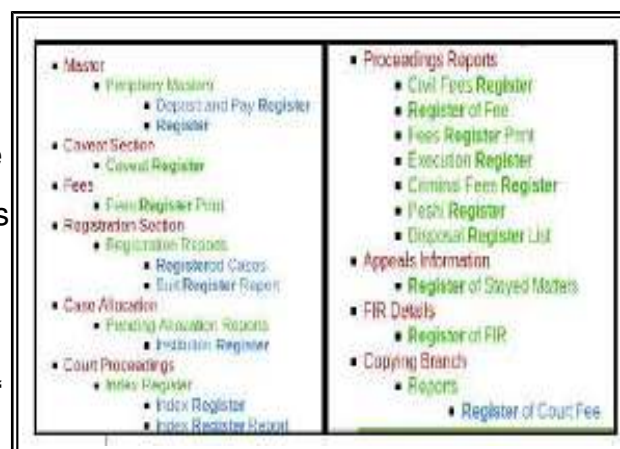 Master
Periphery Masters
Deposit and Pay Register
Register
Caveat Section
Caveat Register
Fees
Fees Register Print
Registration Section
Registration Reports
Registered Cases
Suit Register Report
Case Allocation
Pending Allocation Reports
Institution Register
Court Proceedings
Index Register
Index Register
Index Register Report
Proceedings Reports
Civil Fees Register
Register of Fee
Fees Register Print
Execution Register
Criminal Fees Register
Peshi Register
Disposal Register List
Appeals Information
Register of Stayed Matters
FIR Details
Register of FIR
Copying Branch
Reports
Register of Court Fee